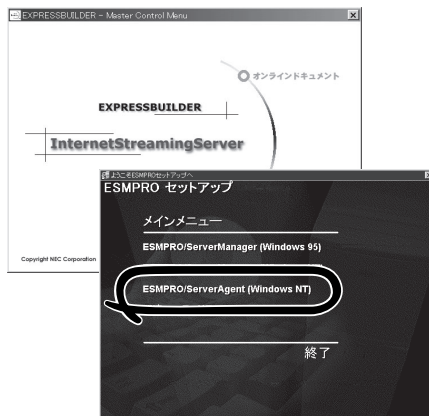 EXPRESSBUILDER - Master Control Menu
オンラインドキュメント
EXPRESSBUILDER
InternetStreamingServer
Copyright NEC Corporation
ようこそESMPROセットアップへ
ESMPRO セットアップ
メインメニュー
ESMPRO/ServerManager (Windows 95)
ESMPRO/ServerAgent (Windows NT)
終了